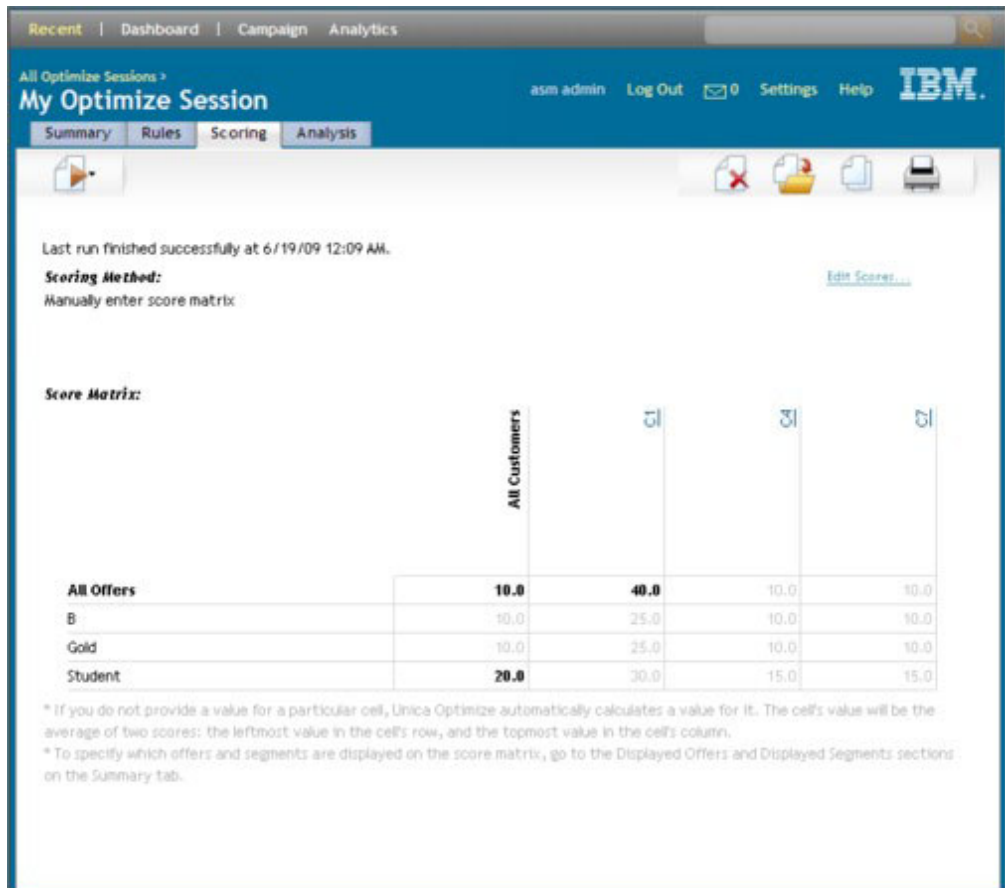 Recent | Dashboard | Campaign Analytics
All Optimize Sessions >
My Optimize Session
asm admin Log Out 0 Settings Help IBM.
Summary Rules Scoring Analysis
Last run finished successfully at 6/19/09 12:09 AM.
Scoring Method:
Edit Scores...
Manually enter score matrix
Score Matrix:
All Customers C1 C4 C7
All Offers 10.0 40.0 10.0 10.0
B 10.0 25.0 10.0 10.0
Gold 10.0 25.0 10.0 10.0
Student 20.0 30.0 15.0 15.0
* If you do not provide a value for a particular cell, Unica Optimize automatically calculates a value for it. The cell's value will be the
average of two scores: the leftmost value in the cell's row, and the topmost value in the cell's column.
* To specify which offers and segments are displayed on the score matrix, go to the Displayed Offers and Displayed Segments sections
on the Summary tab.